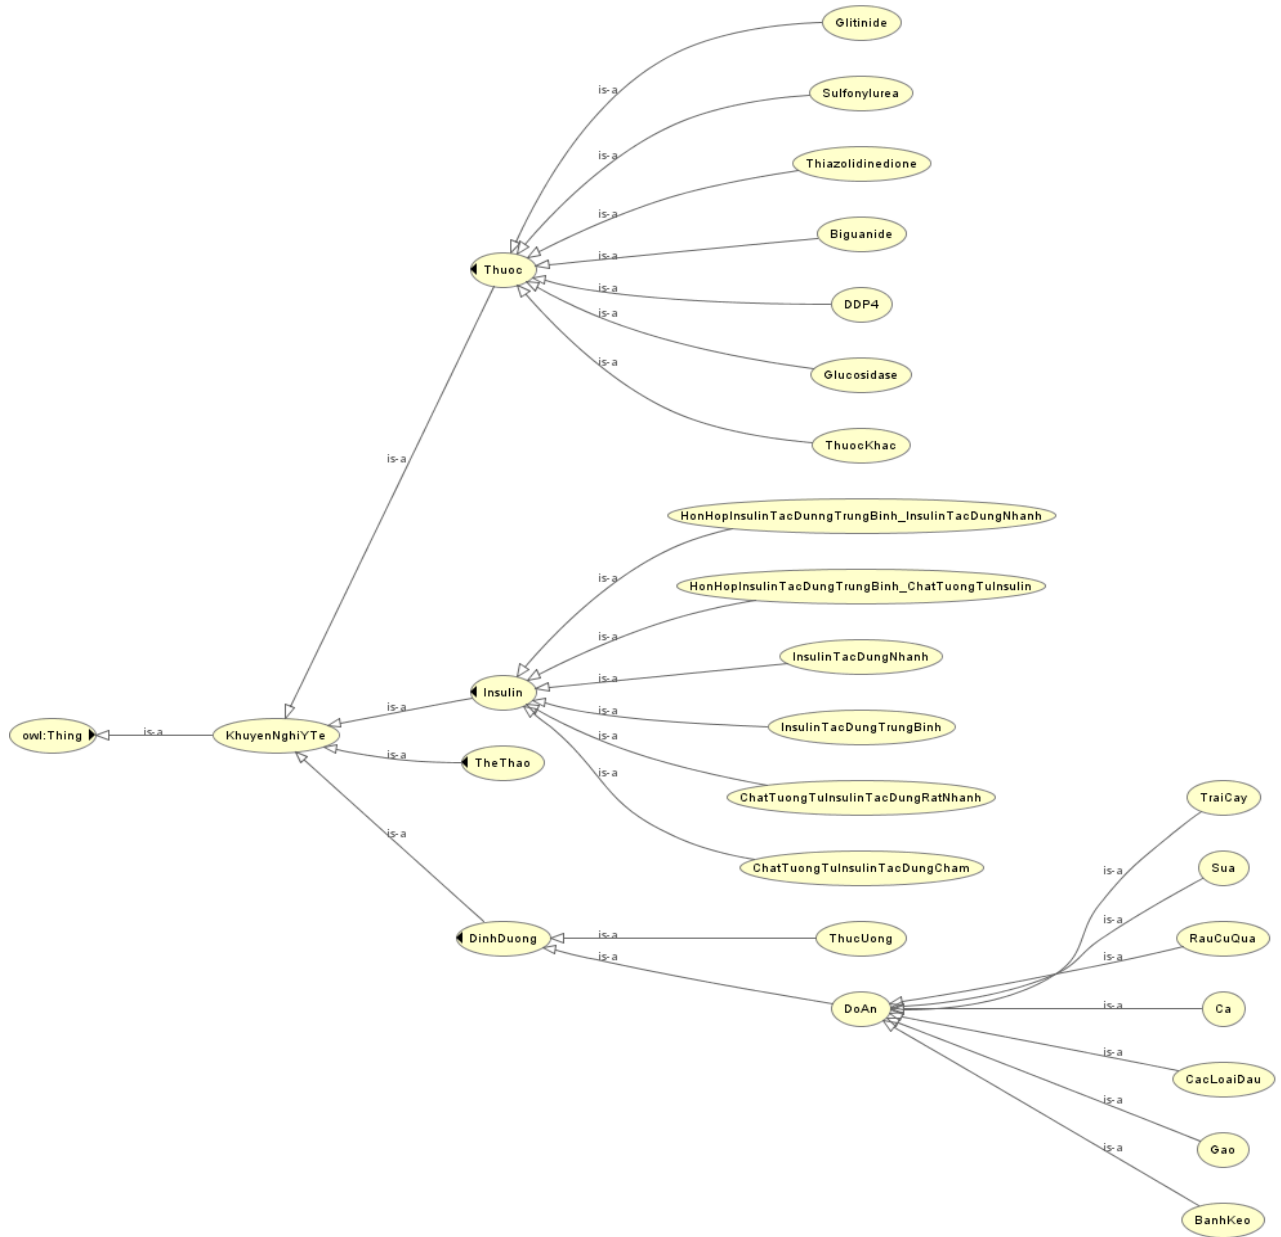 Glitinide
is-a
Sulfonylurea
is-a
Thiazolidinedione
is-a
Biguanide
is-a
Thuoc
is-a
DDP4
is-a
Glucosidase
is-a
ThuocKhac
is-a
HonHopInsulinTacDunngTrungBinh_InsulinTacDungNhanh
is-a
HonHopInsulinTacDungTrungBinh_ChatTuongTuInsulin
is-a
InsulinTacDungNhanh
is-a
Insulin
is-a
is-a
InsulinTacDungTrungBinh
owl:Thing
is-a
KhuyenNghiYTe
is-a
is-a
TheThao
ChatTuongTuInsulinTacDungRatNhanh
is-a
TraiCay
is-a
ChatTuongTuInsulinTacDungCham
is-a
Sua
is-a
DinhDuong
is-a
ThucUong
RauCuQua
is-a
is-a
DoAn
is-a
Ca
is-a
CacLoaiDau
is-a
Gao
is-a
BanhKeo